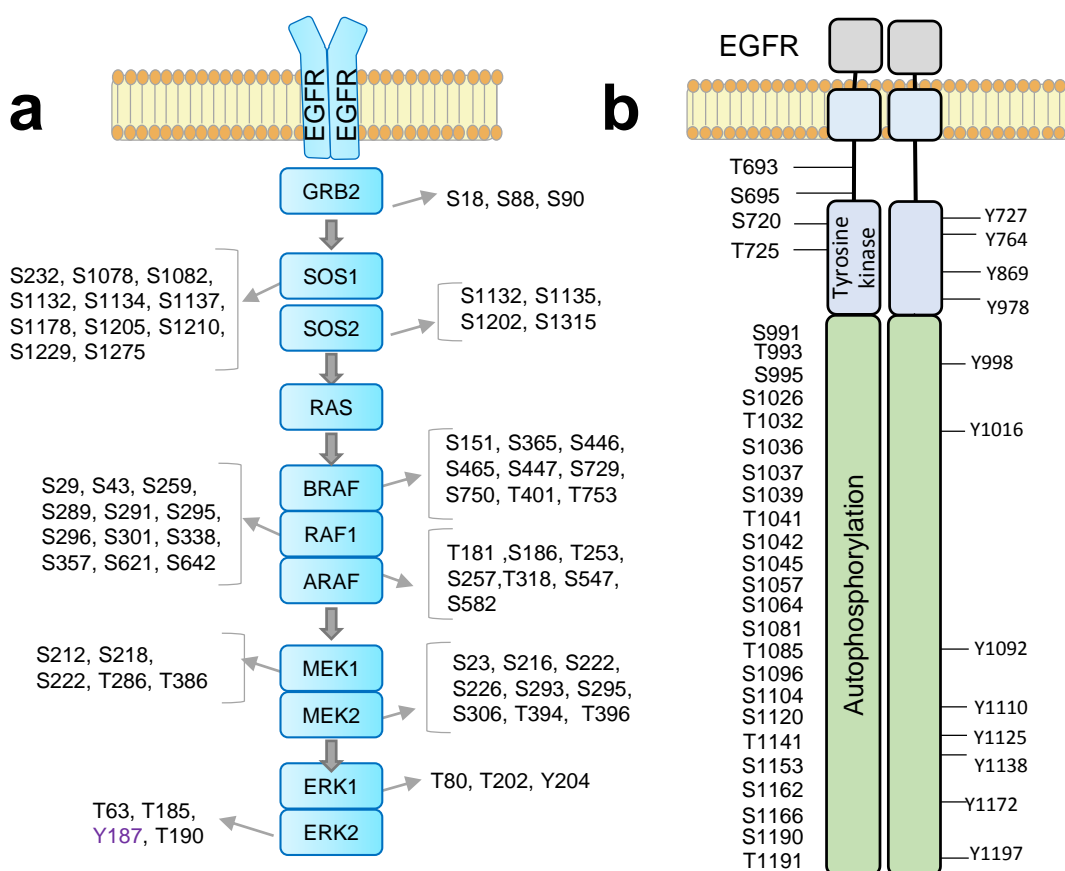 a
EGFR
EGFR
GRB2
S18, S88, S90
SOS1
S232, S1078, S1082,
S1132, S1134, S1137,
S1178, S1205, S1210,
S1229, S1275
SOS2
S1132, S1135,
S1202, S1315
RAS
BRAF
S151, S365, S446,
S465, S447, S729,
S750, T401, T753
RAF1
S29, S43, S259,
S289, S291, S295,
S296, S301, S338,
S357, S621, S642
ARAF
T181 ,S186, T253,
S257,T318, S547,
S582
MEK1
S212, S218,
S222, T286, T386
MEK2
S23, S216, S222,
S226, S293, S295,
S306, T394, T396
ERK1
T80, T202, Y204
ERK2
T63, T185,
Y187, T190
b
EGFR
T693
S695
S720
T725
Tyrosine
kinase
Y727
Y764
Y869
Y978
S991
T993
S995
S1026
T1032
S1036
S1037
S1039
T1041
S1042
S1045
S1057
S1064
S1081
T1085
S1096
S1104
S1120
T1141
S1153
S1162
S1166
S1190
T1191
Autophosphorylation
Y998
Y1016
Y1092
Y1110
Y1125
Y1138
Y1172
Y1197